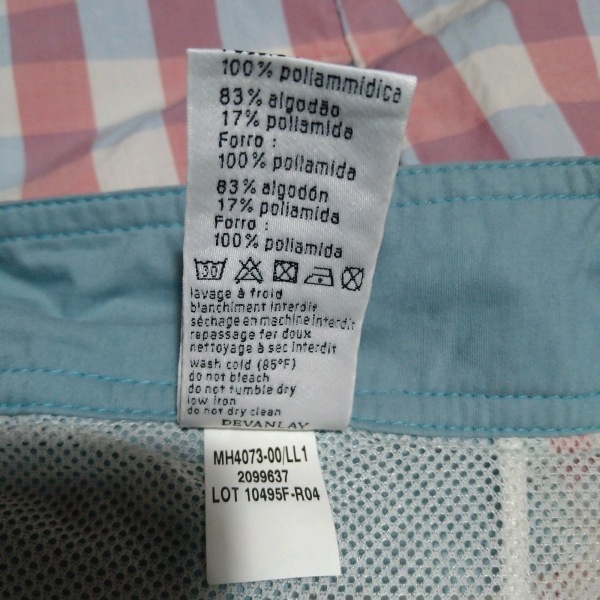 100% poliammidica
83% algodão
17% poliamida
Forro :
100% poliamida
83% algodón
17% poliamida
Forro :
100% poliamida
30
lavage à froid
blanchiment interdit
séchage en machine interdit
repassage fer doux
nettoyage à sec interdit
wash cold (85°F)
do not bleach
do not tumble dry
low iron
do not dry clean
DEVANLAY
MH4073-00/LL1
2099637
LOT 10495F-R04